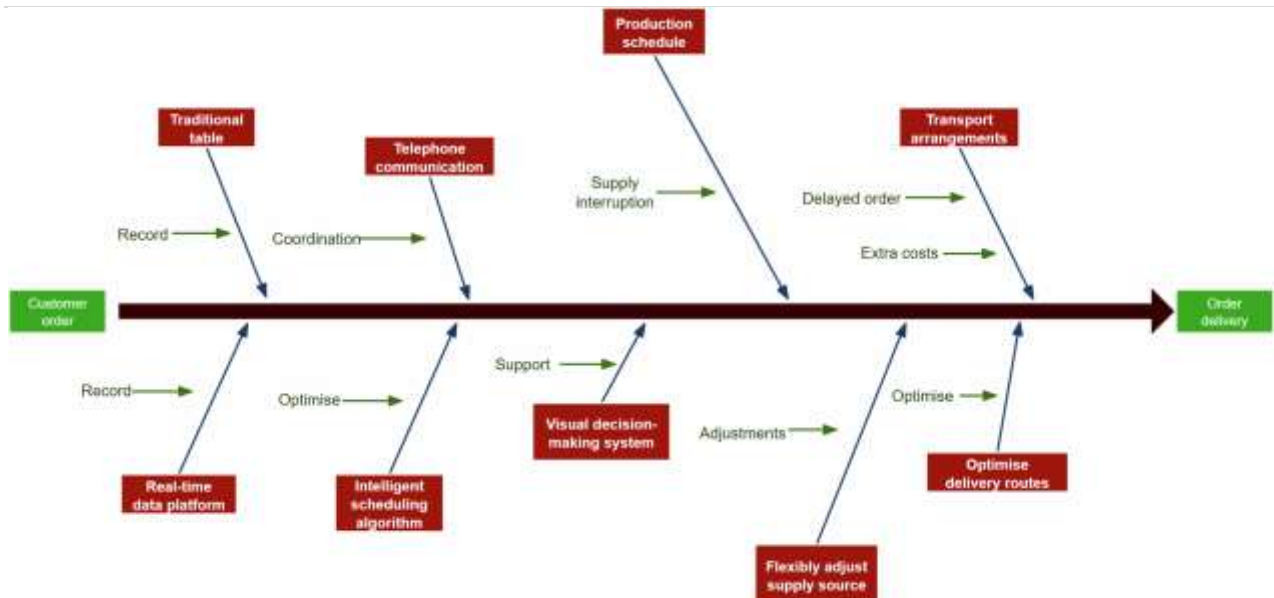 Production
schedule
Traditional
table
Telephone
communication
Transport
arrangements
Supply
interruption
Delayed order
Record
Coordination
Extra costs
Customer
order
Order
delivery
Record
Optimise
Support
Adjustments
Optimise
Visual decision-
making system
Real-time
data platform
Intelligent
scheduling
algorithm
Optimise
delivery routes
Flexibly adjust
supply source